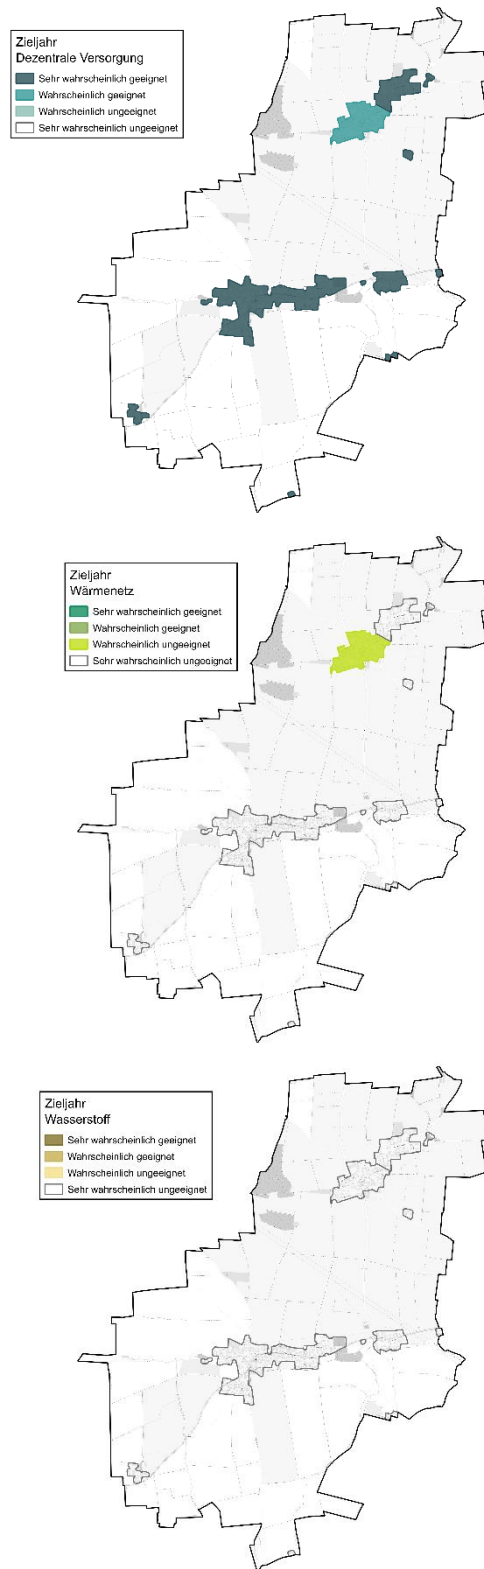 Zieljahr
Dezentrale Versorgung
Sehr wahrscheinlich geeignet
Wahrscheinlich geeignet
Wahrscheinlich ungeeignet
Sehr wahrscheinlich ungeeignet
Zieljahr
Wärmenetz
Sehr wahrscheinlich geeignet
Wahrscheinlich geeignet
Wahrscheinlich ungeeignet
Sehr wahrscheinlich ungeeignet
Zieljahr
Wasserstoff
Sehr wahrscheinlich geeignet
Wahrscheinlich geeignet
Wahrscheinlich ungeeignet
Sehr wahrscheinlich ungeeignet